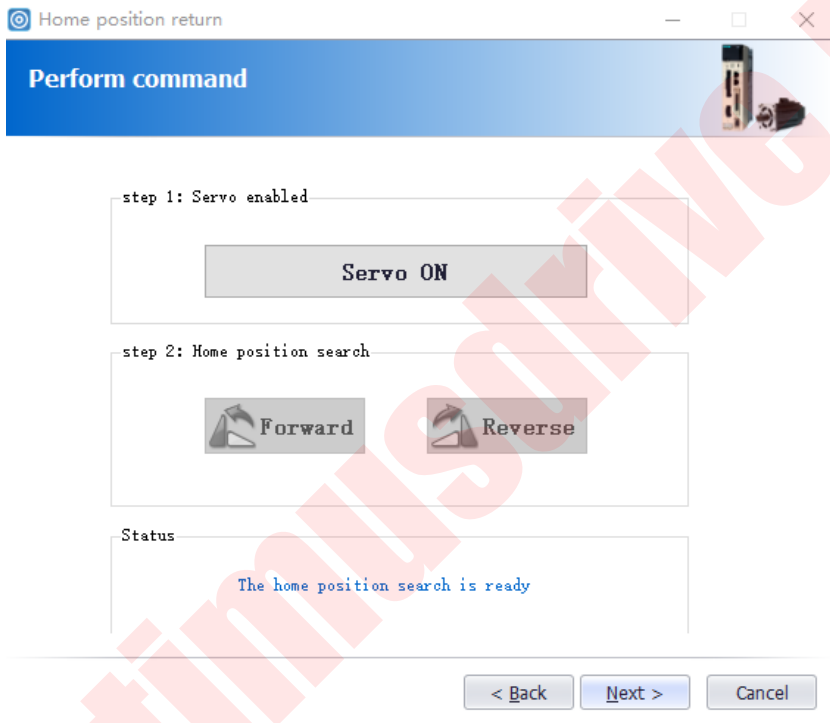 Home position return
Perform command
step 1: Servo enabled
Servo ON
step 2: Home position search
Forward Reverse
Status
The home position search is ready
< Back Next > Cancel
timusdrive